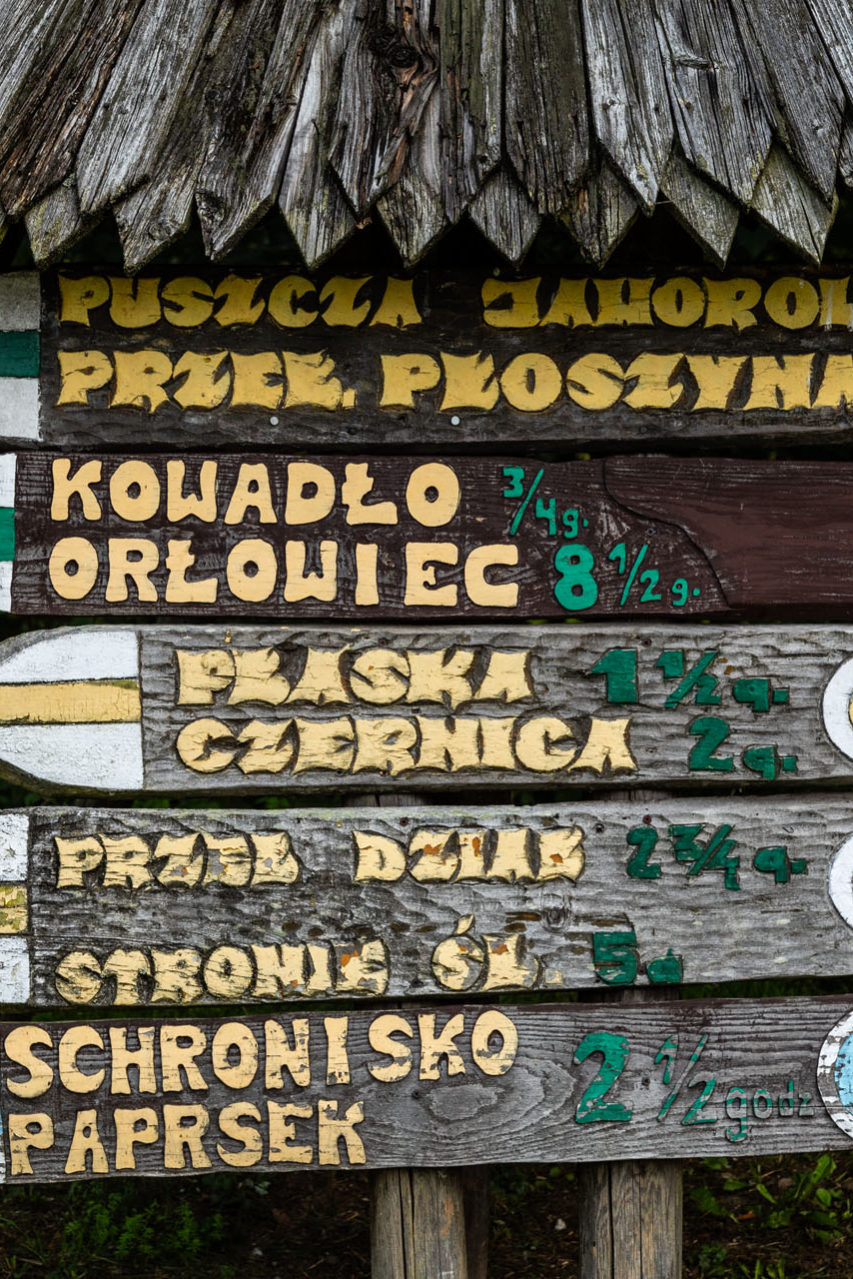 PUSZCZA JAWORO
PRZEŁ. PŁOSZYNA
KOWADŁO 3/4 g.
ORŁOWIEC 8 1/2 g.
PŁASKA 1 1/2 g.
CZERNICA 2 g.
PRZEŁ DZIAŁ 2 3/4 g.
STRONIE ŚL. 5 g
SCHRONISKO 2 1/2 godz
PAPRSEK